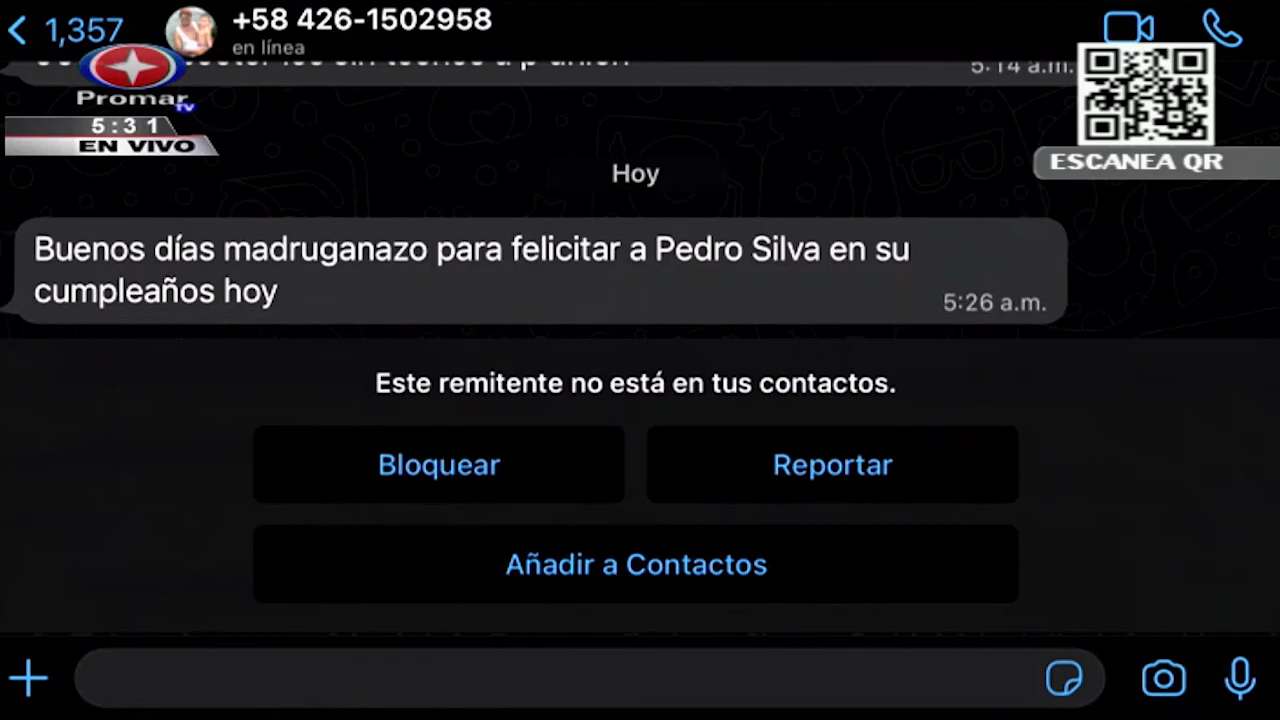 1,357
+58 426-1502958
en línea
5:14 a.m.
Promar
TV
5:31
EN VIVO
ESCANEA QR
Hoy
Buenos días madruganazo para felicitar a Pedro Silva en su
cumpleaños hoy
5:26 a.m.
Este remitente no está en tus contactos.
Bloquear
Reportar
Añadir a Contactos